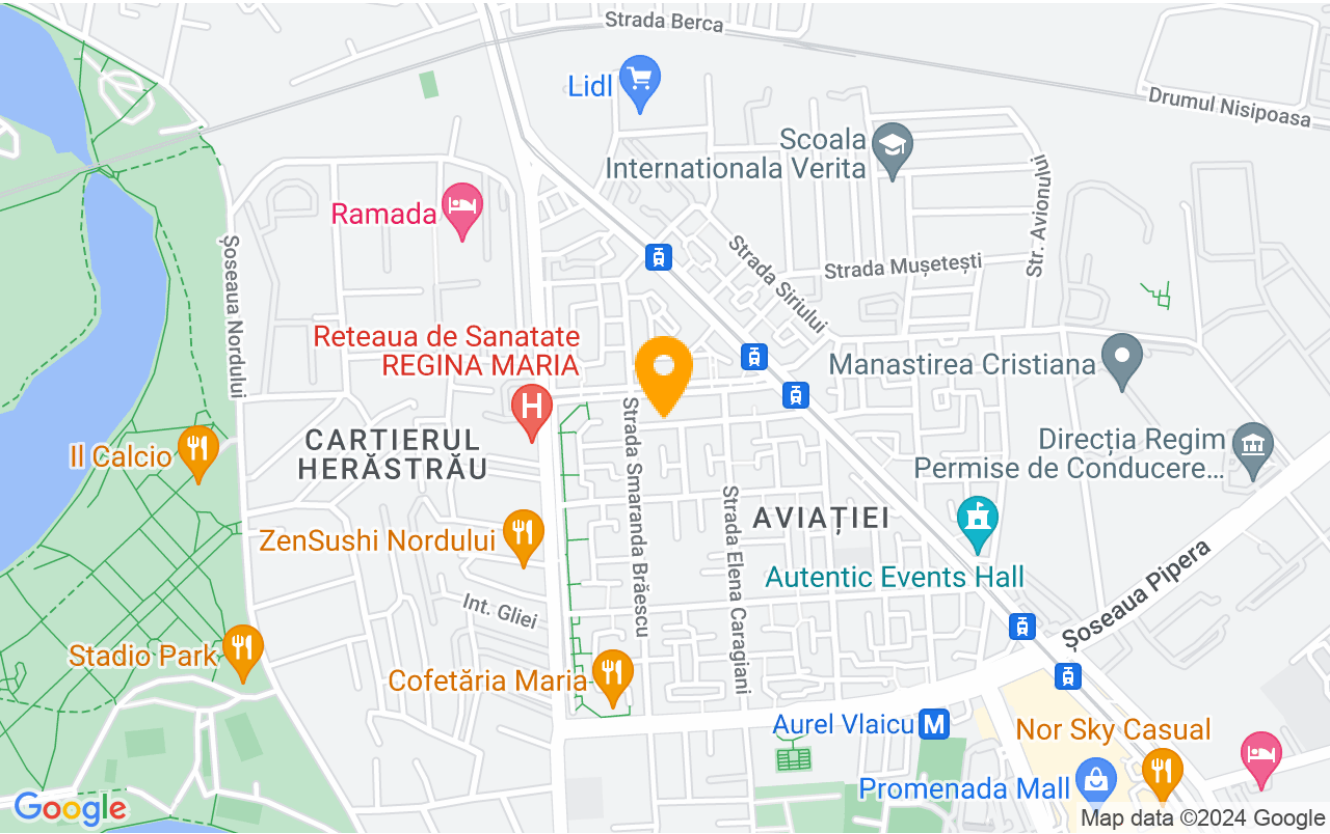 Strada Berca
Lidl
Drumul Nisipoasa
Scoala
Internationala Verita
Ramada
Str. Avionului
Șoseaua Nordului
Strada Siriului
Strada Mușetești
Reteaua de Sanatate
REGINA MARIA
Manastirea Cristiana
H
Strada Smaranda Brăescu
CARTIERUL
HERĂSTRĂU
Il Calcio
Direcția Regim
Permise de Conducere...
Strada Elena Caragiani
AVIAȚIEI
ZenSushi Nordului
Autentic Events Hall
Șoseaua Pipera
Int. Gliei
Stadio Park
Cofetăria Maria
Aurel Vlaicu M
Nor Sky Casual
Promenada Mall
Google
Map data ©2024 Google